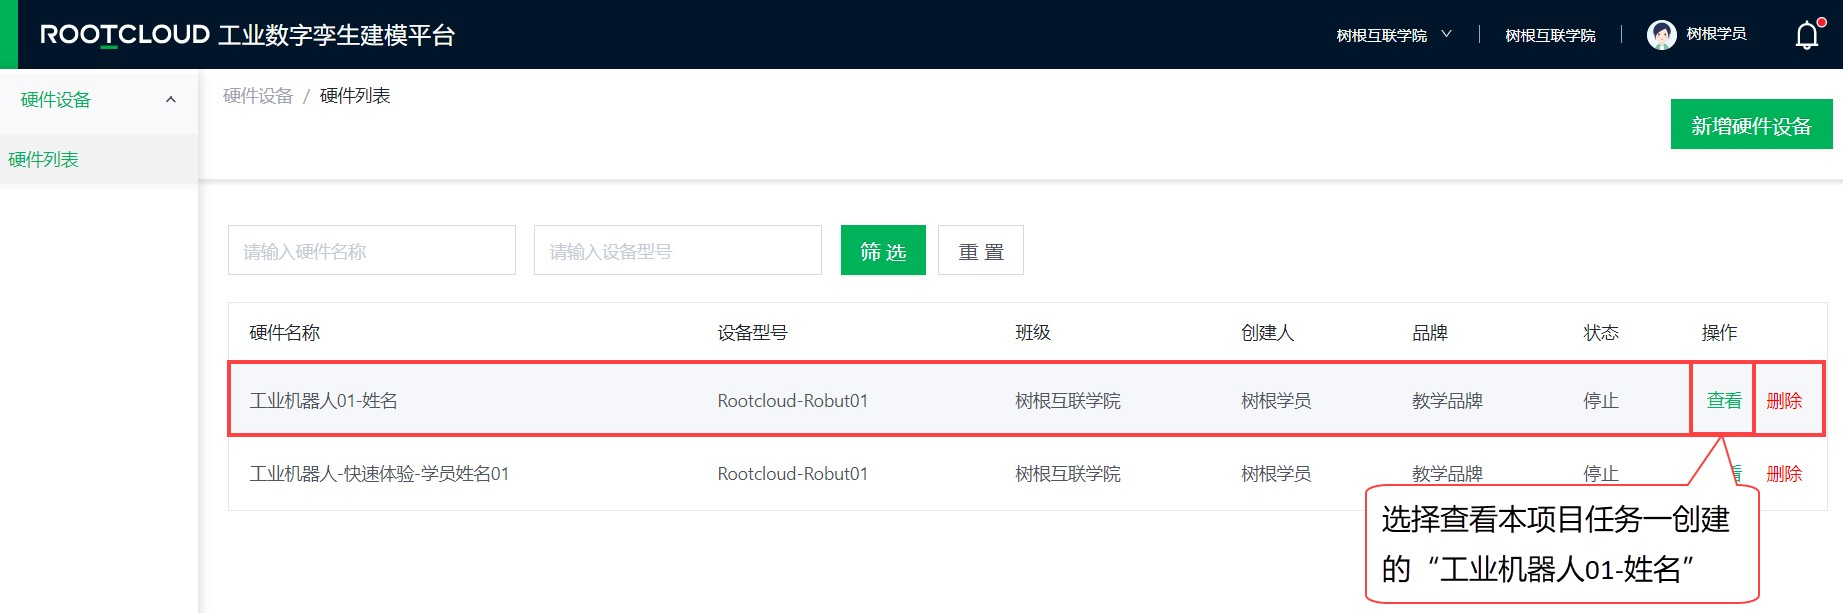 ROOTCLOUD 工业数字孪生建模平台
树根互联学院
树根互联学院
树根学员
硬件设备
硬件列表
硬件设备 / 硬件列表
新增硬件设备
请输入硬件名称
请输入设备型号
筛 选
重 置
硬件名称 设备型号 班级 创建人 品牌 状态 操作
工业机器人01-姓名 Rootcloud-Robut01 树根互联学院 树根学员 教学品牌 停止 查看 删除
工业机器人-快速体验-学员姓名01 Rootcloud-Robut01 树根互联学院 树根学员 教学品牌 停止 看 删除
选择查看本项目任务一创建
的“工业机器人01-姓名”